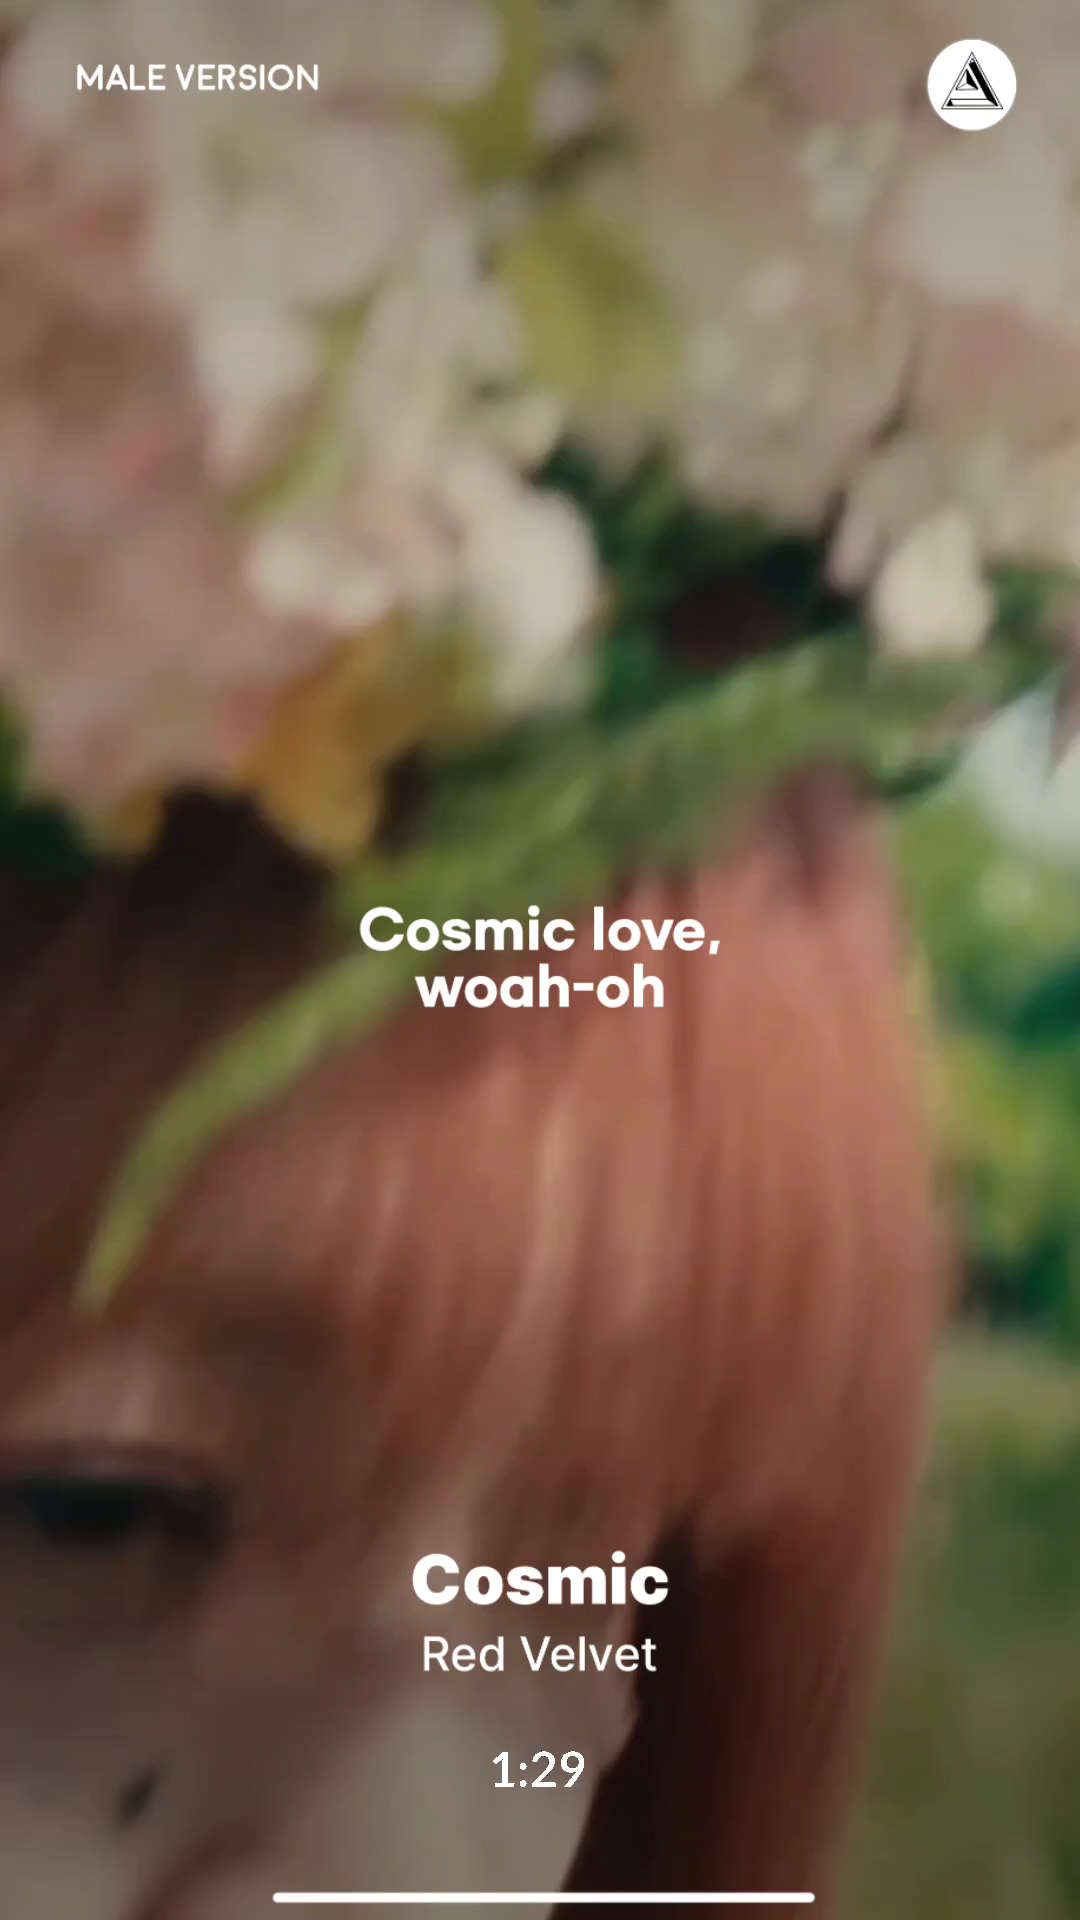 MALE VERSION
Cosmic love,
woah-oh
Cosmic
Red Velvet
1:29